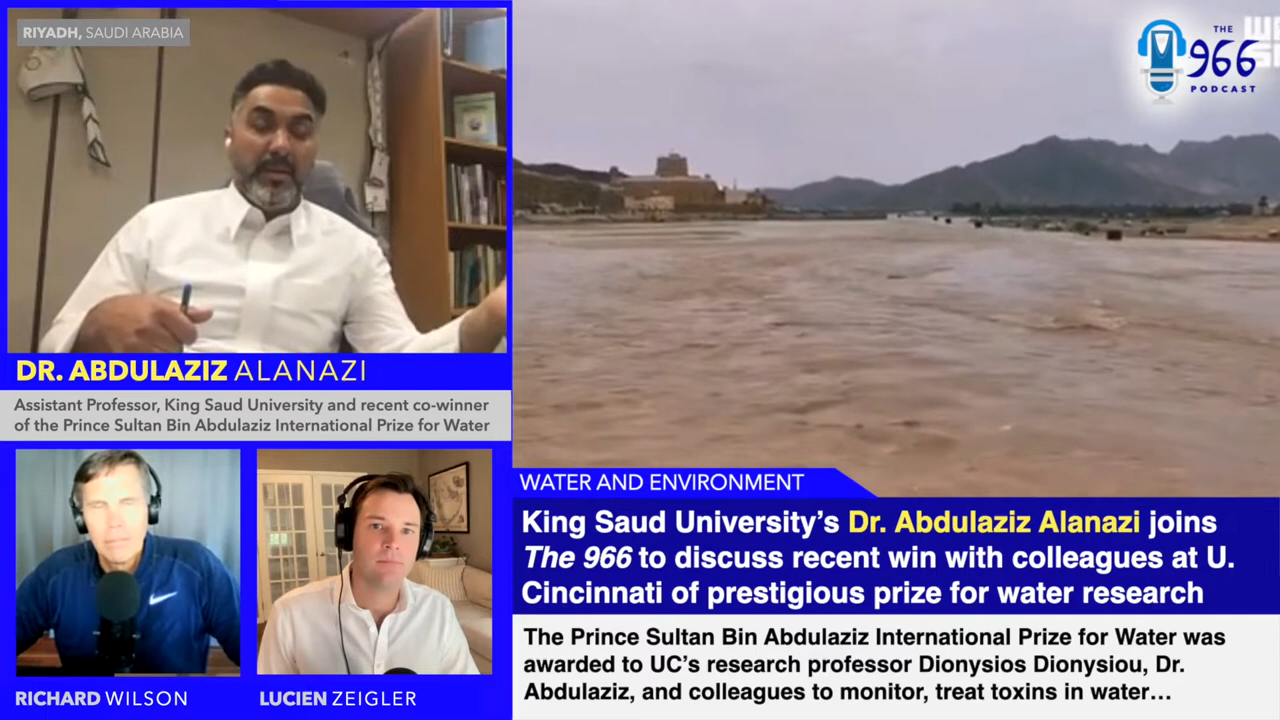 RIYADH, SAUDI ARABIA
DR. ABDULAZIZ ALANAZI
Assistant Professor, King Saud University and recent co-winner
of the Prince Sultan Bin Abdulaziz International Prize for Water
RICHARD WILSON
LUCIEN ZEIGLER
THE
966
PODCAST
WATER AND ENVIRONMENT
King Saud University's Dr. Abdulaziz Alanazi joins
The 966 to discuss recent win with colleagues at U.
Cincinnati of prestigious prize for water research
The Prince Sultan Bin Abdulaziz International Prize for Water was
awarded to UC's research professor Dionysios Dionysiou, Dr.
Abdulaziz, and colleagues to monitor, treat toxins in water...